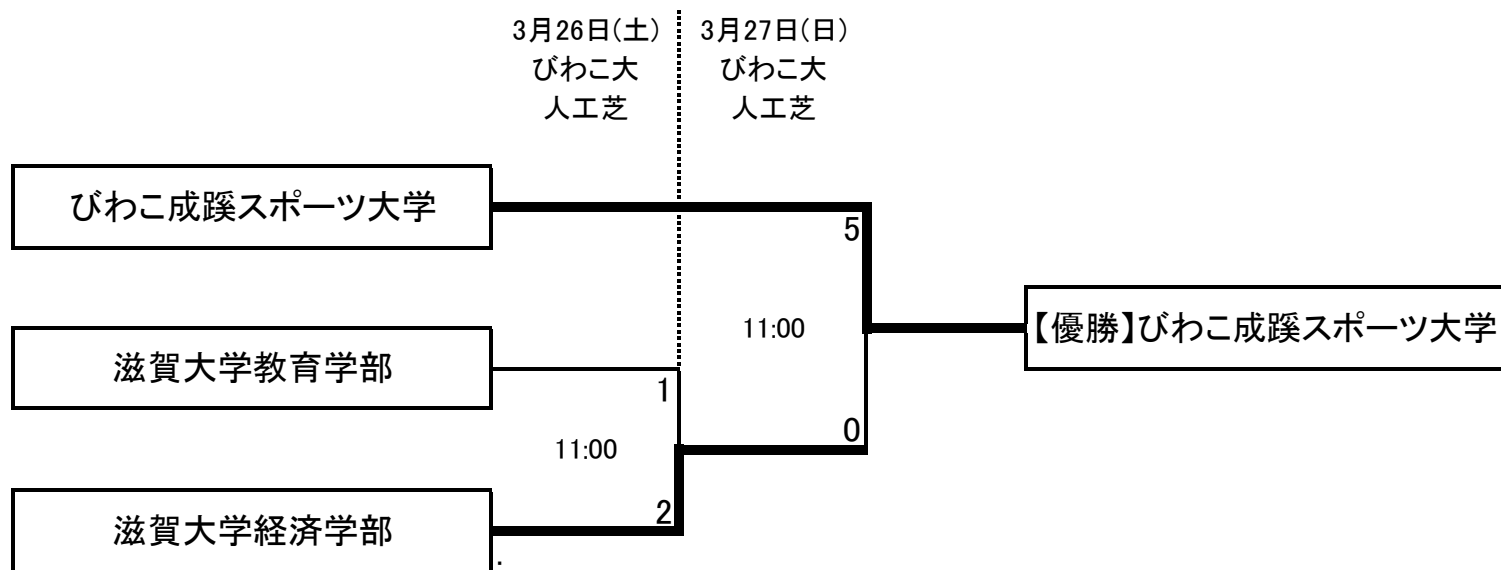 3月26日(土)
びわこ大
人工芝
3月27日(日)
びわこ大
人工芝
びわこ成蹊スポーツ大学
5
11:00
【優勝】びわこ成蹊スポーツ大学
滋賀大学教育学部
1
0
11:00
2
滋賀大学経済学部
.